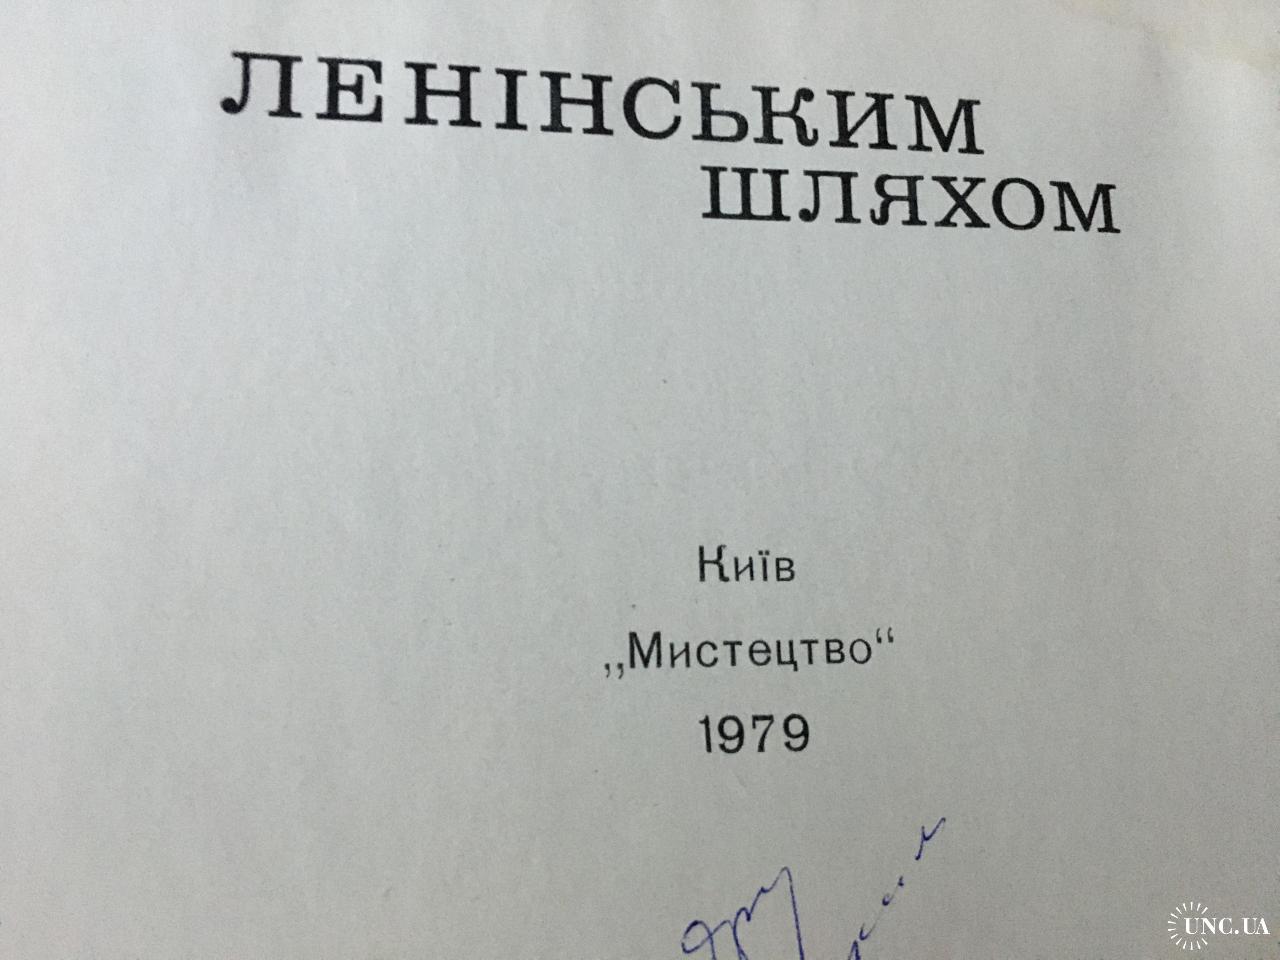 ЛЕНІНСЬКИМ
ШЛЯХОМ
Київ
„Мистецтво“
1979
UNC.UA